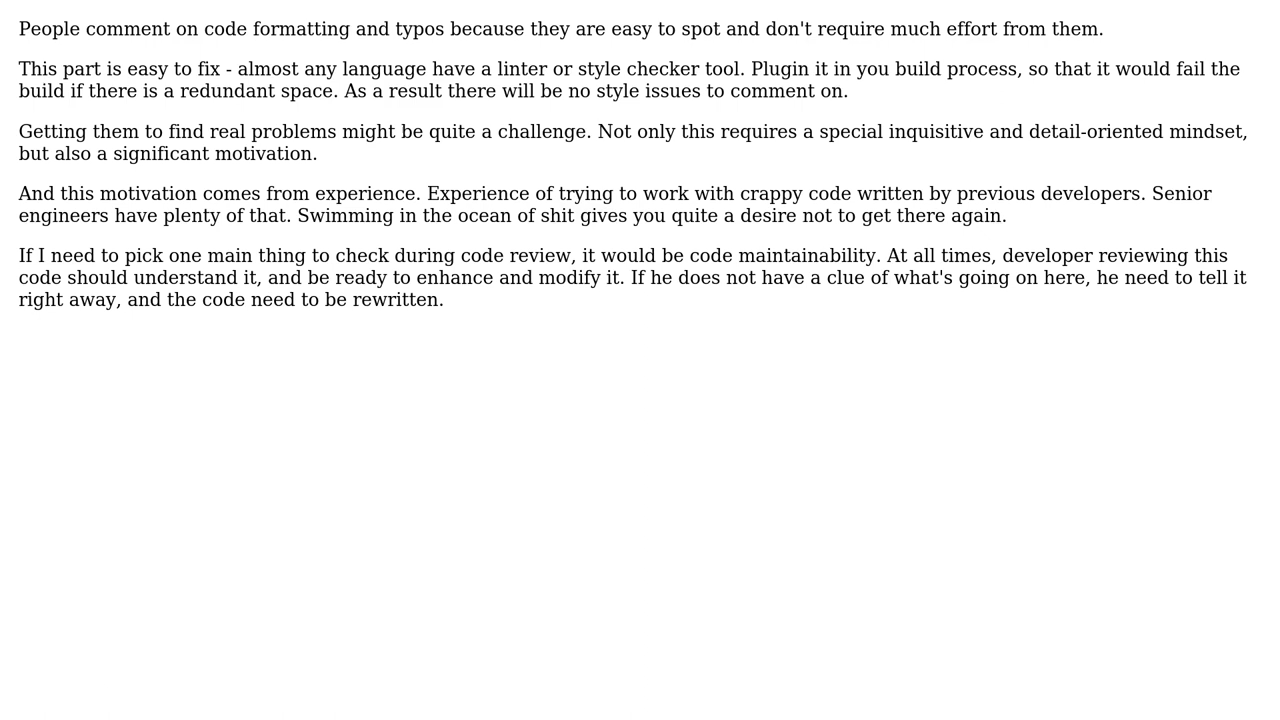 People comment on code formatting and typos because they are easy to spot and don't require much effort from them.
This part is easy to fix - almost any language have a linter or style checker tool. Plugin it in you build process, so that it would fail the
build if there is a redundant space. As a result there will be no style issues to comment on.
Getting them to find real problems might be quite a challenge. Not only this requires a special inquisitive and detail-oriented mindset,
but also a significant motivation.
And this motivation comes from experience. Experience of trying to work with crappy code written by previous developers. Senior
engineers have plenty of that. Swimming in the ocean of shit gives you quite a desire not to get there again.
If I need to pick one main thing to check during code review, it would be code maintainability. At all times, developer reviewing this
code should understand it, and be ready to enhance and modify it. If he does not have a clue of what's going on here, he need to tell it
right away, and the code need to be rewritten.